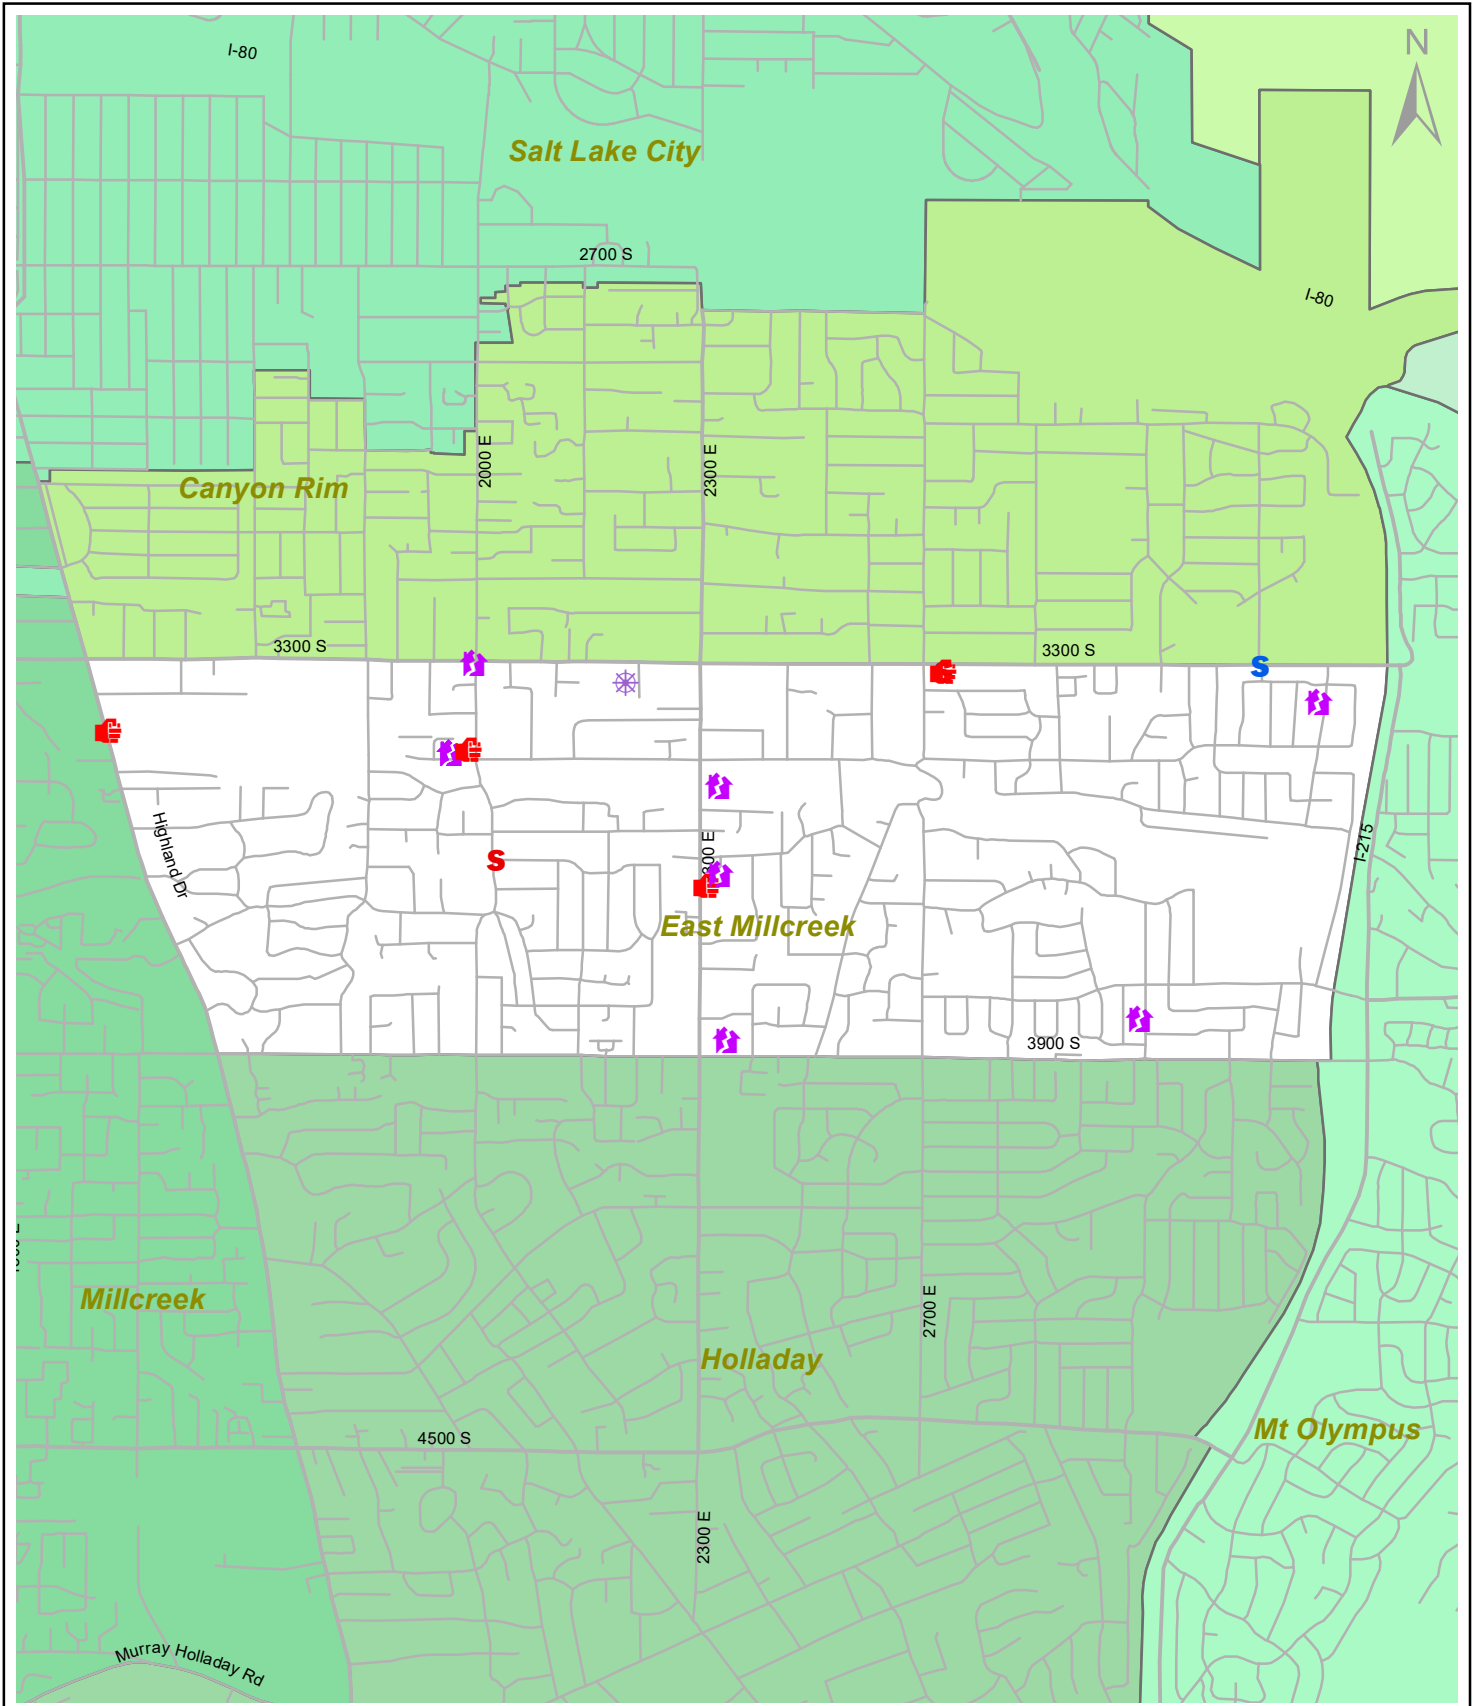 I-80
N
Salt Lake City
2700 S
I-80
2000 E
2300 E
Canyon Rim
3300 S
3300 S
S
Highland Dr
I-215
S
East Millcreek
3900 S
Millcreek
2700 E
Holladay
Mt Olympus
4500 S
2300 E
Murray Holladay Rd